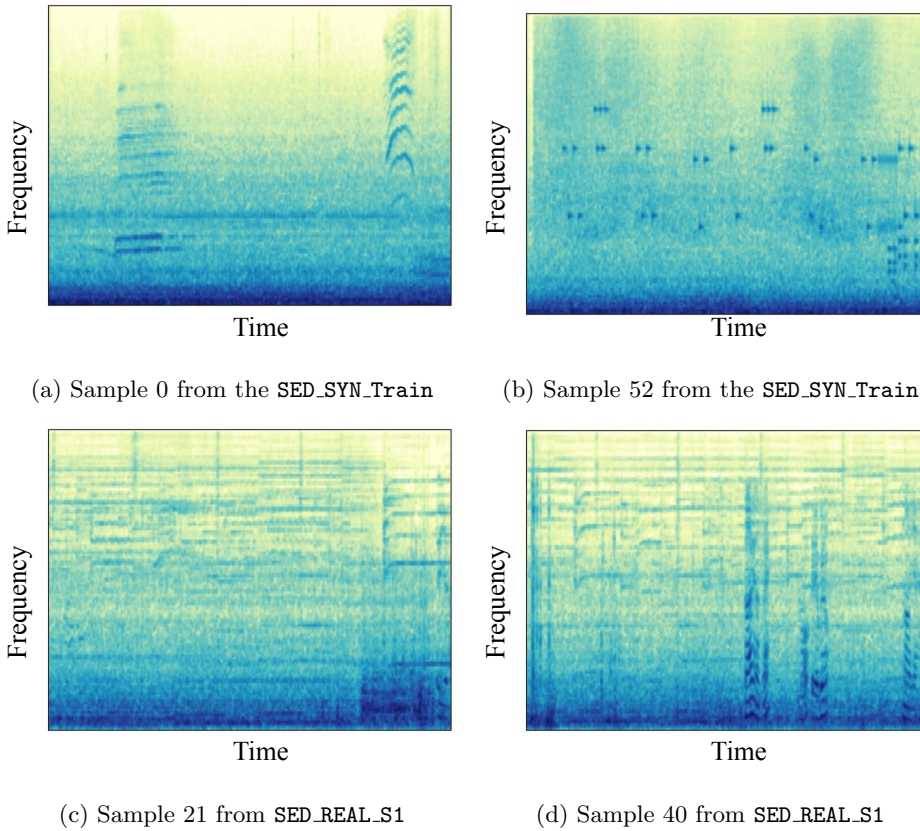 Frequency
Time
(a) Sample 0 from the SED_SYN_Train
Frequency
Time
(b) Sample 52 from the SED_SYN_Train
Frequency
Time
(c) Sample 21 from SED_REAL_S1
Frequency
Time
(d) Sample 40 from SED_REAL_S1